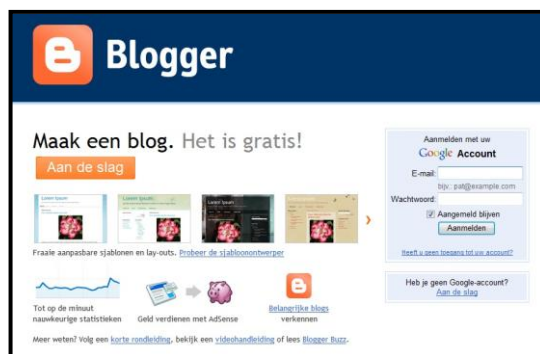 Blogger
Maak een blog. Het is gratis!
Aan de slag
Fraaie aanpasbare sjablonen en lay-outs. Probeer de sjabloonontwerper
Tot op de minuut
nauwkeurige statistieken
Geld verdienen met AdSense
Belangrijke blogs
verkennen
Meer weten? Volg een korte rondleiding, bekijk een videohandleiding of lees Blogger Buzz.
Aanmelden met uw
Google Account
E-mail:
bijv.: pat@example.com
Wachtwoord:
Aangemeld blijven
Aanmelden
Heeft u geen toegang tot uw account?
Heb je geen Google-account?
Aan de slag